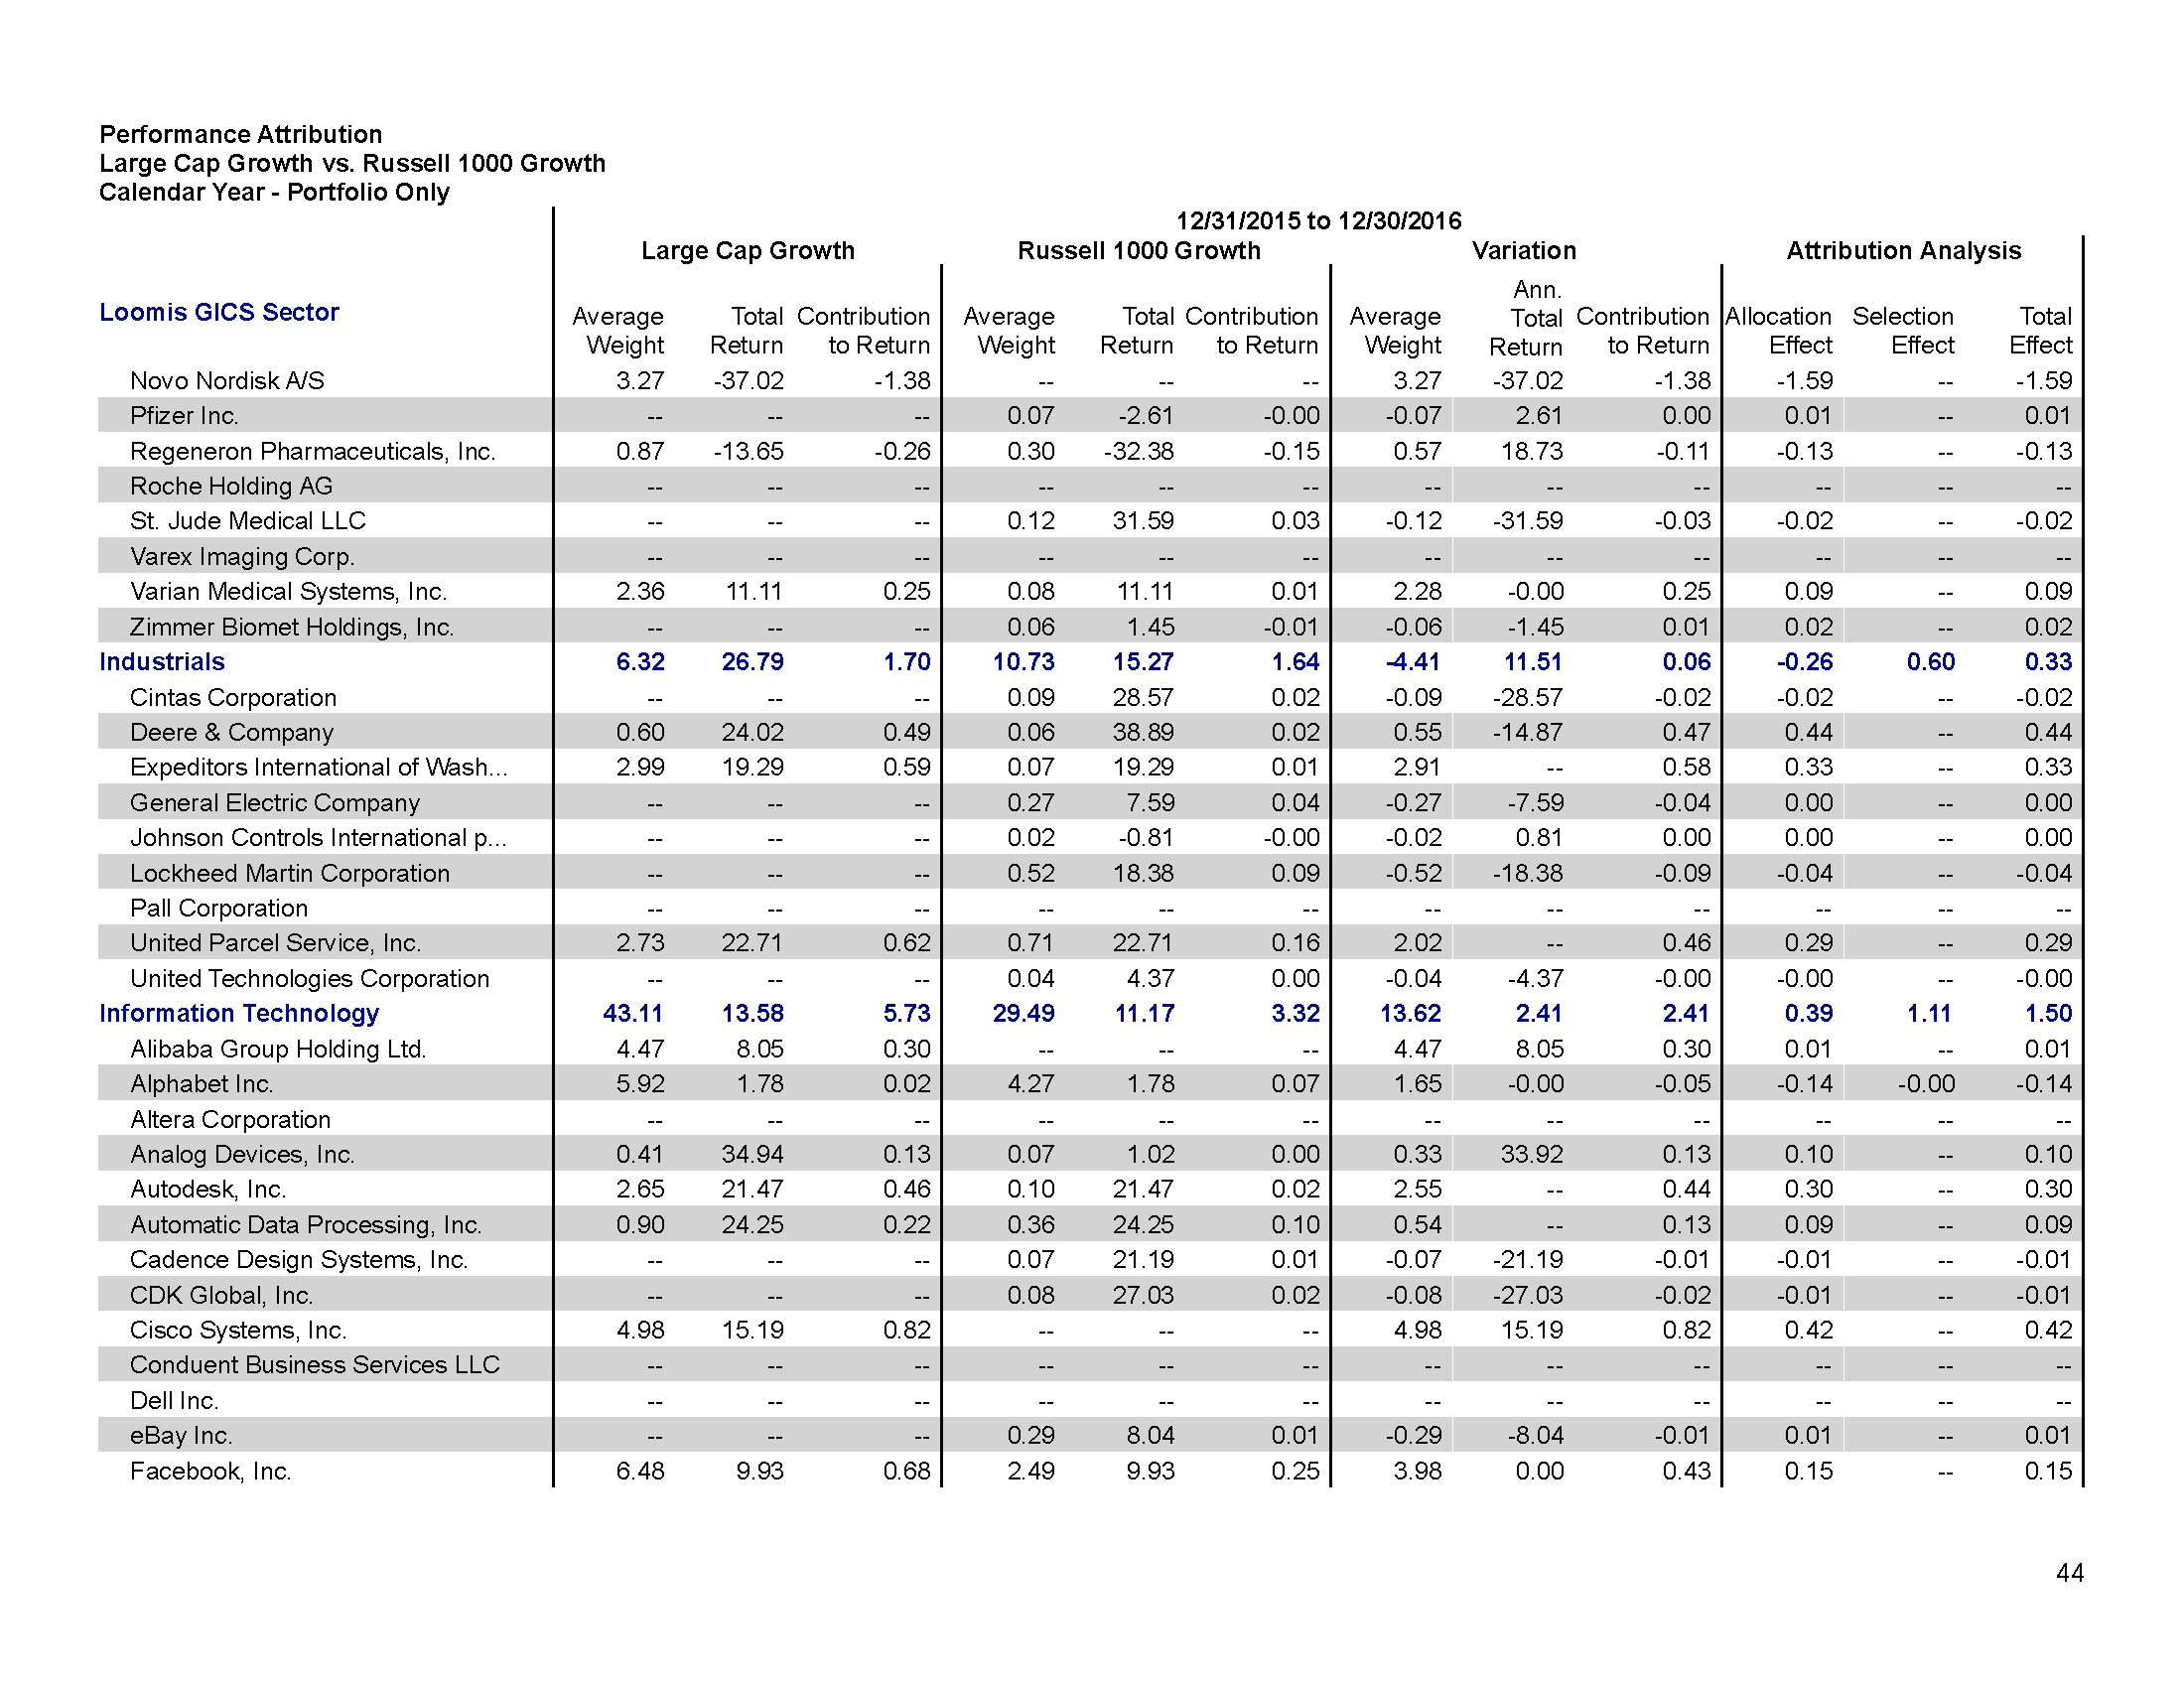 Performance Attribution
Large Cap Growth vs. Russell 1000 Growth
Calendar Year - Portfolio Only
12/31/2015 to 12/30/2016
Large Cap Growth Russell 1000 Growth Variation Attribution Analysis
Loomis GICS Sector Average Weight Total Return Contribution to Return Average Weight Total Return Contribution to Return Average Weight Ann. Total Return Contribution to Return Allocation Effect Selection Effect Total Effect
Novo Nordisk A/S 3.27 -37.02 -1.38 -- -- -- 3.27 -37.02 -1.38 -1.59 -- -1.59
Pfizer Inc. -- -- -- 0.07 -2.61 -0.00 -0.07 2.61 0.00 0.01 -- 0.01
Regeneron Pharmaceuticals, Inc. 0.87 -13.65 -0.26 0.30 -32.38 -0.15 0.57 18.73 -0.11 -0.13 -- -0.13
Roche Holding AG -- -- -- -- -- -- -- -- -- -- -- --
St. Jude Medical LLC -- -- -- 0.12 31.59 0.03 -0.12 -31.59 -0.03 -0.02 -- -0.02
Varex Imaging Corp. -- -- -- -- -- -- -- -- -- -- -- --
Varian Medical Systems, Inc. 2.36 11.11 0.25 0.08 11.11 0.01 2.28 -0.00 0.25 0.09 -- 0.09
Zimmer Biomet Holdings, Inc. -- -- -- 0.06 1.45 -0.01 -0.06 -1.45 0.01 0.02 -- 0.02
Industrials 6.32 26.79 1.70 10.73 15.27 1.64 -4.41 11.51 0.06 -0.26 0.60 0.33
Cintas Corporation -- -- -- 0.09 28.57 0.02 -0.09 -28.57 -0.02 -0.02 -- -0.02
Deere & Company 0.60 24.02 0.49 0.06 38.89 0.02 0.55 -14.87 0.47 0.44 -- 0.44
Expeditors International of Wash... 2.99 19.29 0.59 0.07 19.29 0.01 2.91 -- 0.58 0.33 -- 0.33
General Electric Company -- -- -- 0.27 7.59 0.04 -0.27 -7.59 -0.04 0.00 -- 0.00
Johnson Controls International p... -- -- -- 0.02 -0.81 -0.00 -0.02 0.81 0.00 0.00 -- 0.00
Lockheed Martin Corporation -- -- -- 0.52 18.38 0.09 -0.52 -18.38 -0.09 -0.04 -- -0.04
Pall Corporation -- -- -- -- -- -- -- -- -- -- -- --
United Parcel Service, Inc. 2.73 22.71 0.62 0.71 22.71 0.16 2.02 -- 0.46 0.29 -- 0.29
United Technologies Corporation -- -- -- 0.04 4.37 0.00 -0.04 -4.37 -0.00 -0.00 -- -0.00
Information Technology 43.11 13.58 5.73 29.49 11.17 3.32 13.62 2.41 2.41 0.39 1.11 1.50
Alibaba Group Holding Ltd. 4.47 8.05 0.30 -- -- -- 4.47 8.05 0.30 0.01 -- 0.01
Alphabet Inc. 5.92 1.78 0.02 4.27 1.78 0.07 1.65 -0.00 -0.05 -0.14 -0.00 -0.14
Altera Corporation -- -- -- -- -- -- -- -- -- -- -- --
Analog Devices, Inc. 0.41 34.94 0.13 0.07 1.02 0.00 0.33 33.92 0.13 0.10 -- 0.10
Autodesk, Inc. 2.65 21.47 0.46 0.10 21.47 0.02 2.55 -- 0.44 0.30 -- 0.30
Automatic Data Processing, Inc. 0.90 24.25 0.22 0.36 24.25 0.10 0.54 -- 0.13 0.09 -- 0.09
Cadence Design Systems, Inc. -- -- -- 0.07 21.19 0.01 -0.07 -21.19 -0.01 -0.01 -- -0.01
CDK Global, Inc. -- -- -- 0.08 27.03 0.02 -0.08 -27.03 -0.02 -0.01 -- -0.01
Cisco Systems, Inc. 4.98 15.19 0.82 -- -- -- 4.98 15.19 0.82 0.42 -- 0.42
Conduent Business Services LLC -- -- -- -- -- -- -- -- -- -- -- --
Dell Inc. -- -- -- -- -- -- -- -- -- -- -- --
eBay Inc. -- -- -- 0.29 8.04 0.01 -0.29 -8.04 -0.01 0.01 -- 0.01
Facebook, Inc. 6.48 9.93 0.68 2.49 9.93 0.25 3.98 0.00 0.43 0.15 -- 0.15
44